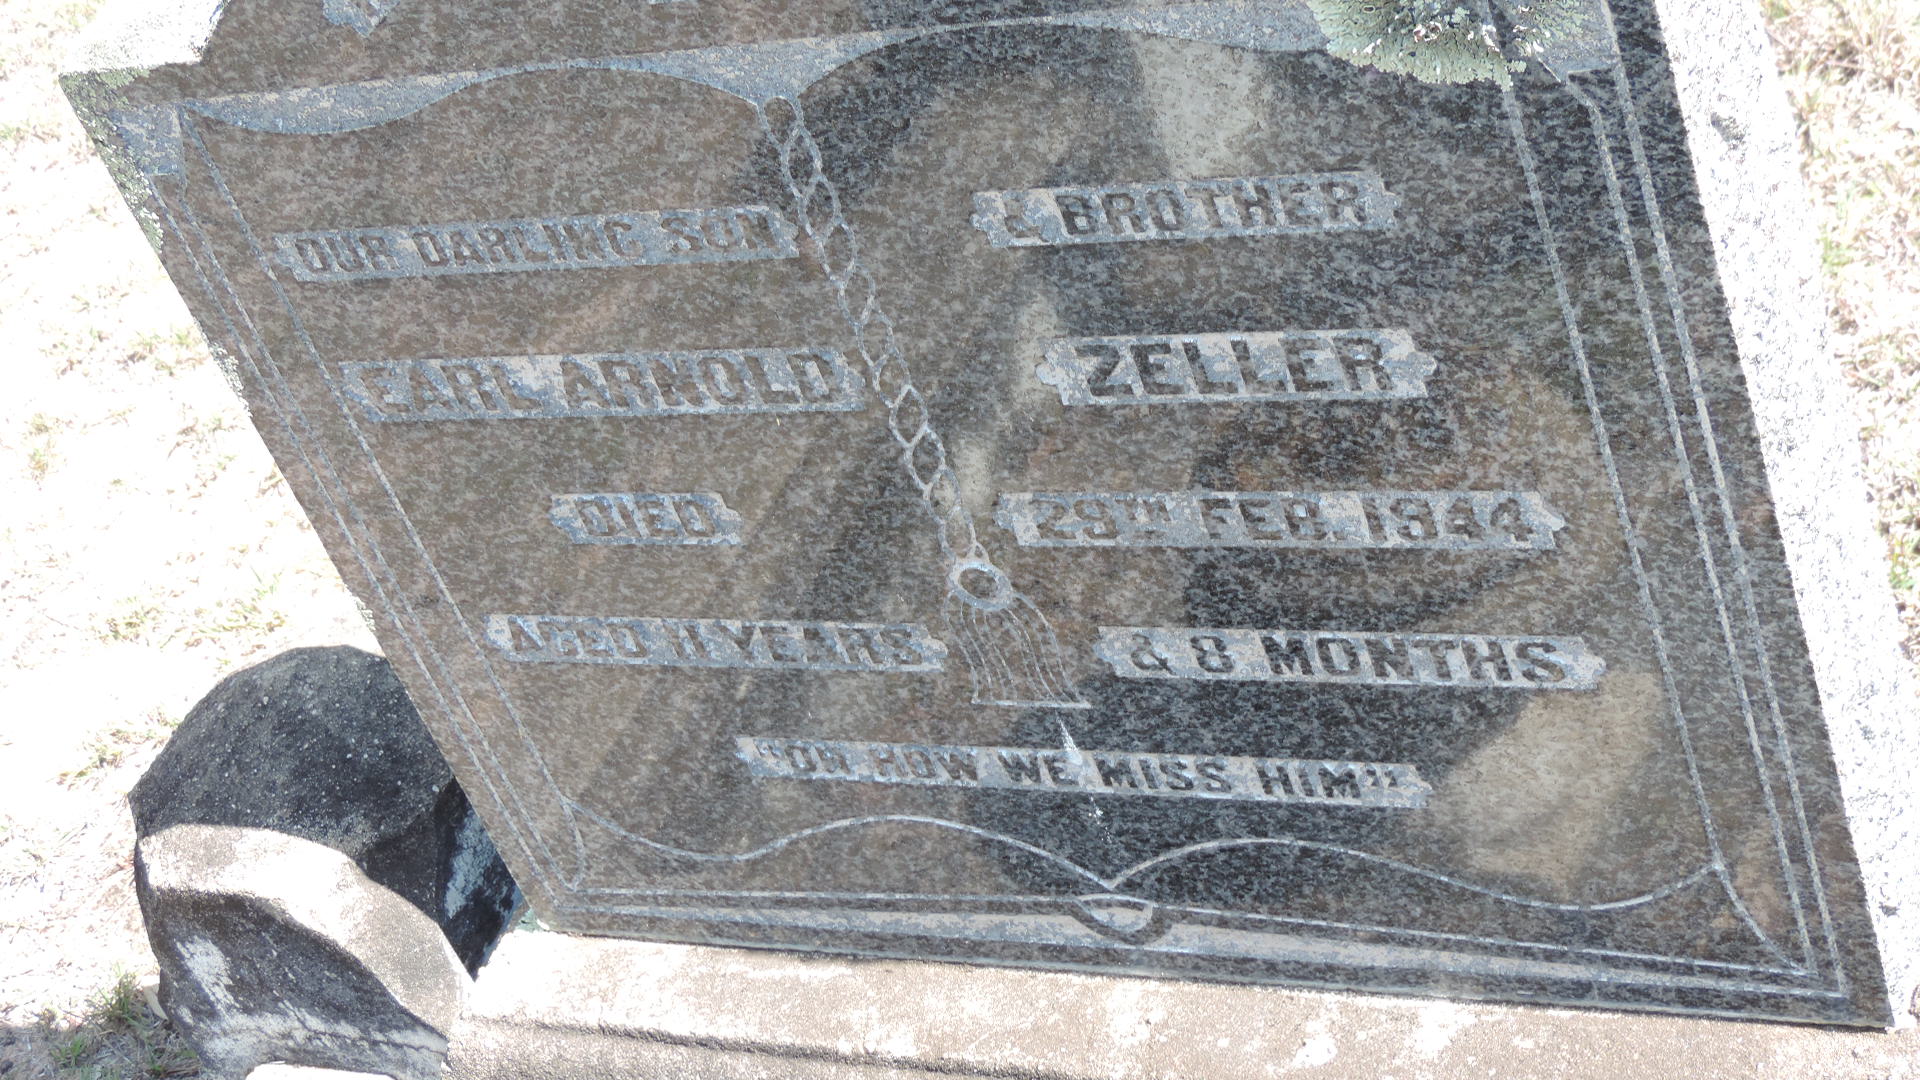 OUR DARLING SON & BROTHER
EARL ARNOLD ZELLER
DIED 29TH FEB. 1944
AGED 11 YEARS & 8 MONTHS
"OH HOW WE MISS HIM"